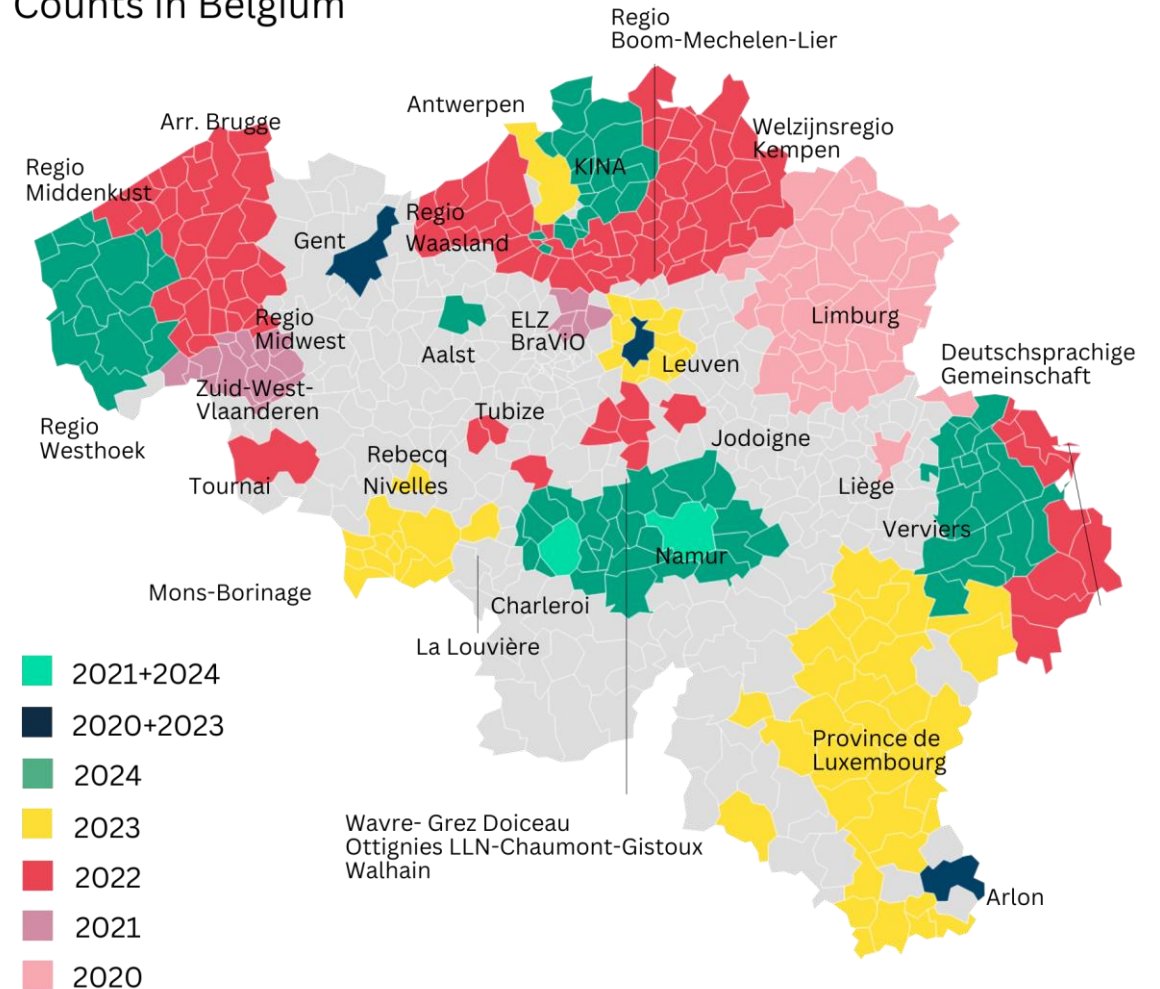 Counts in Belgium
Regio
Boom-Mechelen-Lier
Antwerpen
Arr. Brugge
Welzijnsregio
Kempen
Regio
Middenkust
KINA
Regio
Waasland
Gent
Limburg
Regio
Midwest
ELZ
BraViO
Aalst
Leuven
Deutschsprachige
Gemeinschaft
Zuid-West-
Vlaanderen
Regio
Westhoek
Tubize
Jodoigne
Rebecq
Nivelles
Tournai
Liège
Verviers
Namur
Mons-Borinage
Charleroi
La Louvière
Province de
Luxembourg
Wavre- Grez Doiceau
Ottignies LLN-Chaumont-Gistoux
Walhain
Arlon
2021+2024
2020+2023
2024
2023
2022
2021
2020